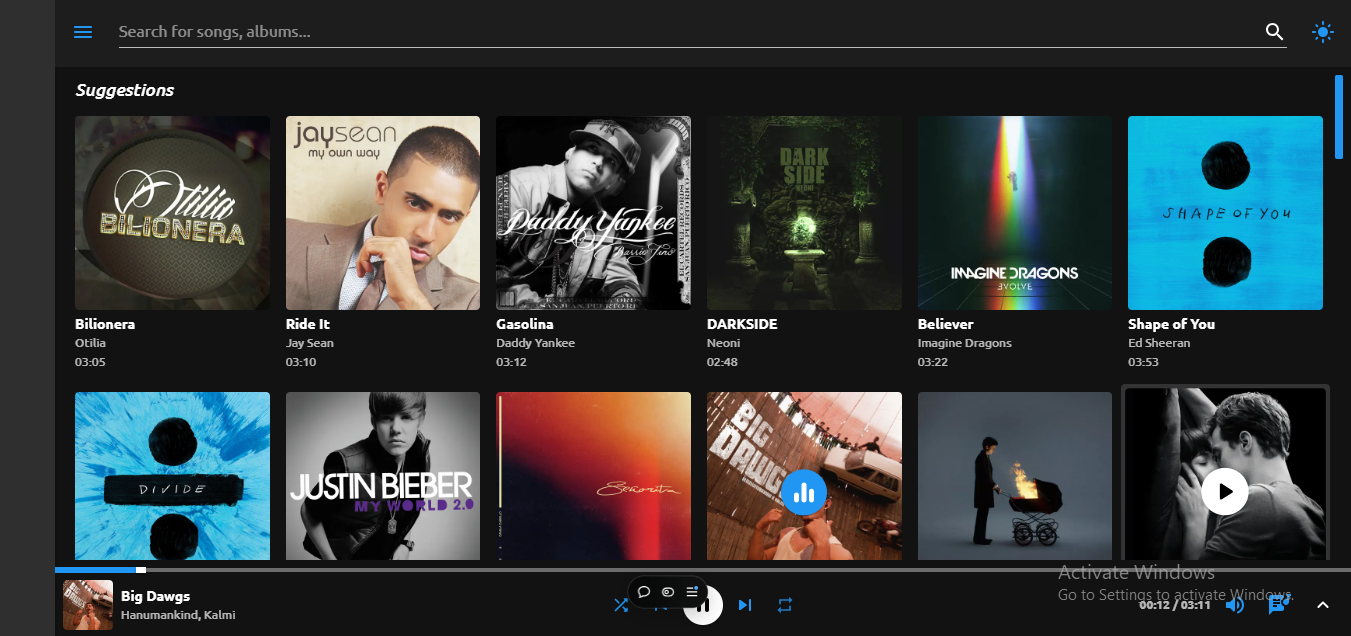 Search for songs, albums...
Suggestions
Otilia
BILIONERA
jaysean
my own way
Daddy Yankee
Barrio Fino
DARK
SIDE
NEONI
IMAGINE DRAGONS
EVOLVE
SHAPE OF YOU
Bilionera
Otilia
03:05
Ride It
Jay Sean
03:10
Gasolina
Daddy Yankee
03:12
DARKSIDE
Neoni
02:48
Believer
Imagine Dragons
03:22
Shape of You
Ed Sheeran
03:53
DIVIDE
JUSTIN BIEBER
MY WORLD 2.0
Señorita
BIG
DAWGS
Activate Windows
Go to Settings to activate Windows.
Big Dawgs
Hanumankind, Kalmi
00:12 / 03:11